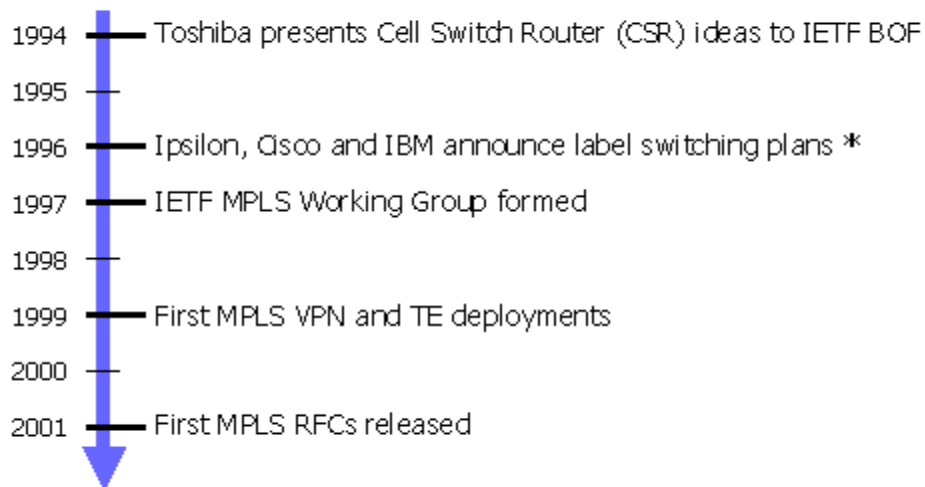 1994 Toshiba presents Cell Switch Router (CSR) ideas to IETF BOF
1995
1996 Ipsilon, Cisco and IBM announce label switching plans *
1997 IETF MPLS Working Group formed
1998
1999 First MPLS VPN and TE deployments
2000
2001 First MPLS RFCs released